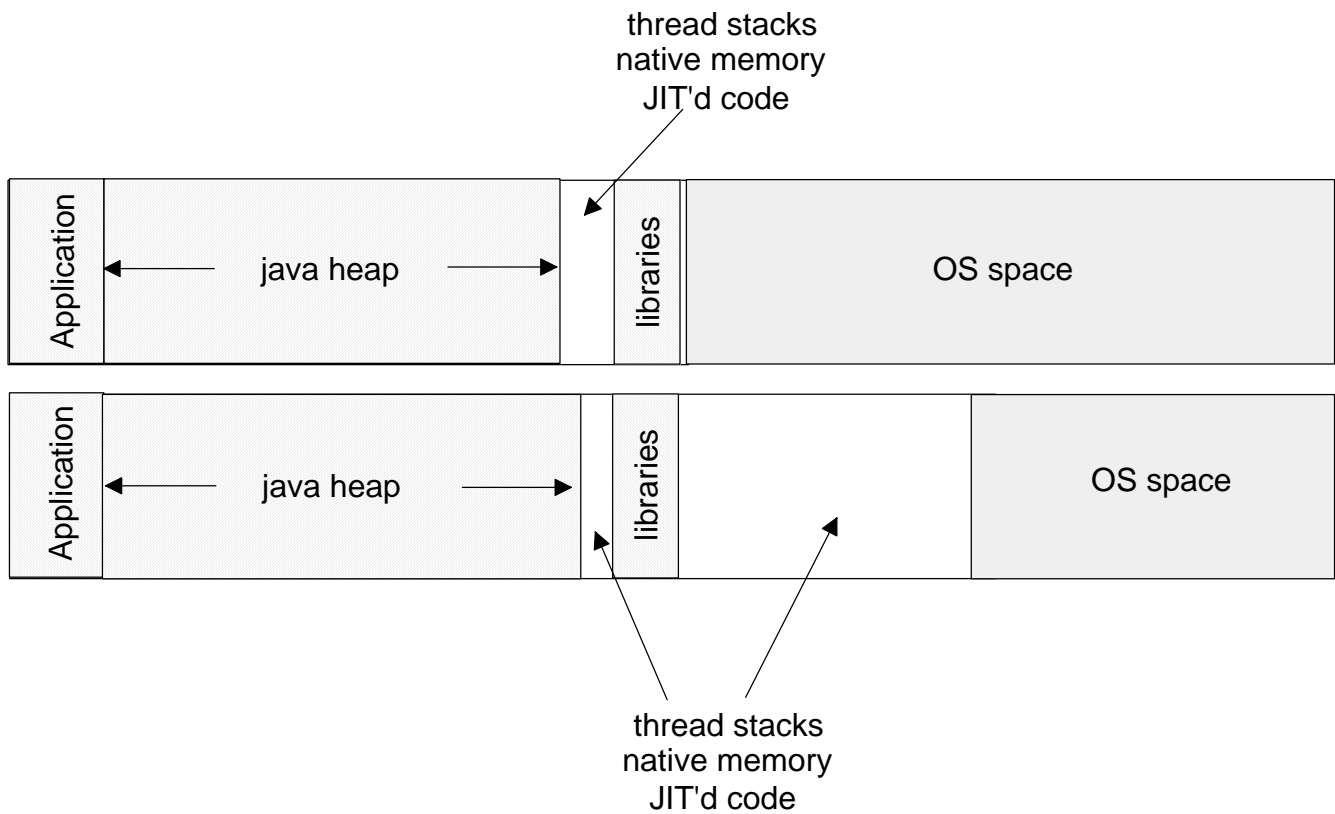 thread stacks
native memory
JIT'd code
Application
java heap
libraries
OS space
Application
java heap
libraries
OS space
thread stacks
native memory
JIT'd code